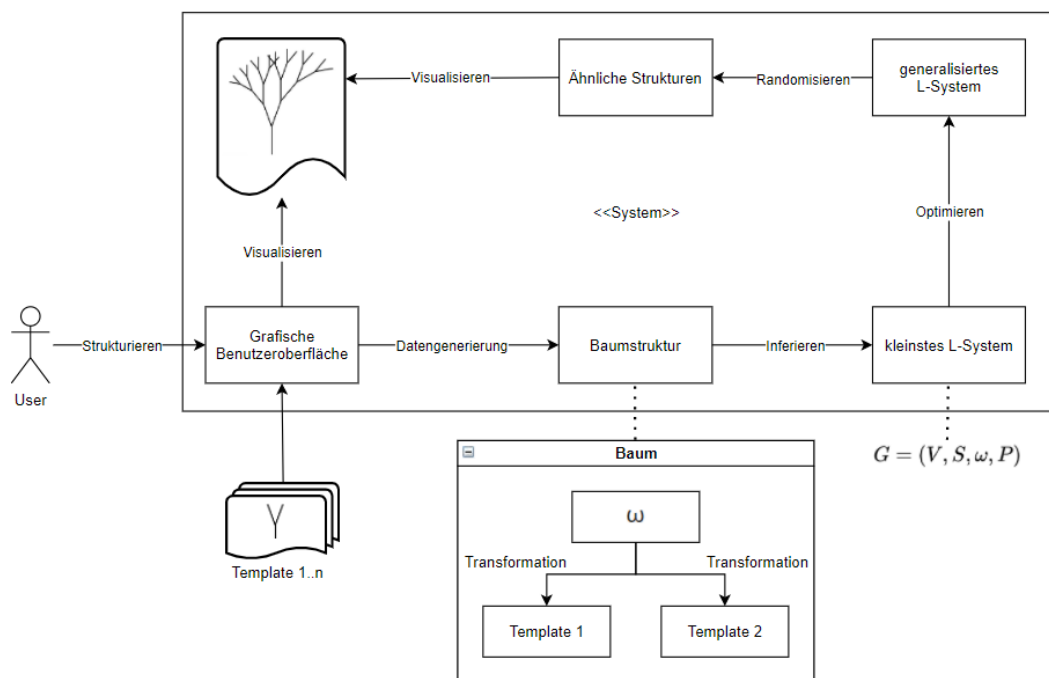 Visualisieren
Ähnliche Strukturen
Randomisieren
generalisiertes
L-System
<<System>>
Optimieren
Visualisieren
User
Strukturieren
Grafische
Benutzeroberfläche
Datengenerierung
Baumstruktur
Inferieren
kleinstes L-System
G = (V, S, ω, P)
Template 1..n
Baum
ω
Transformation
Transformation
Template 1
Template 2